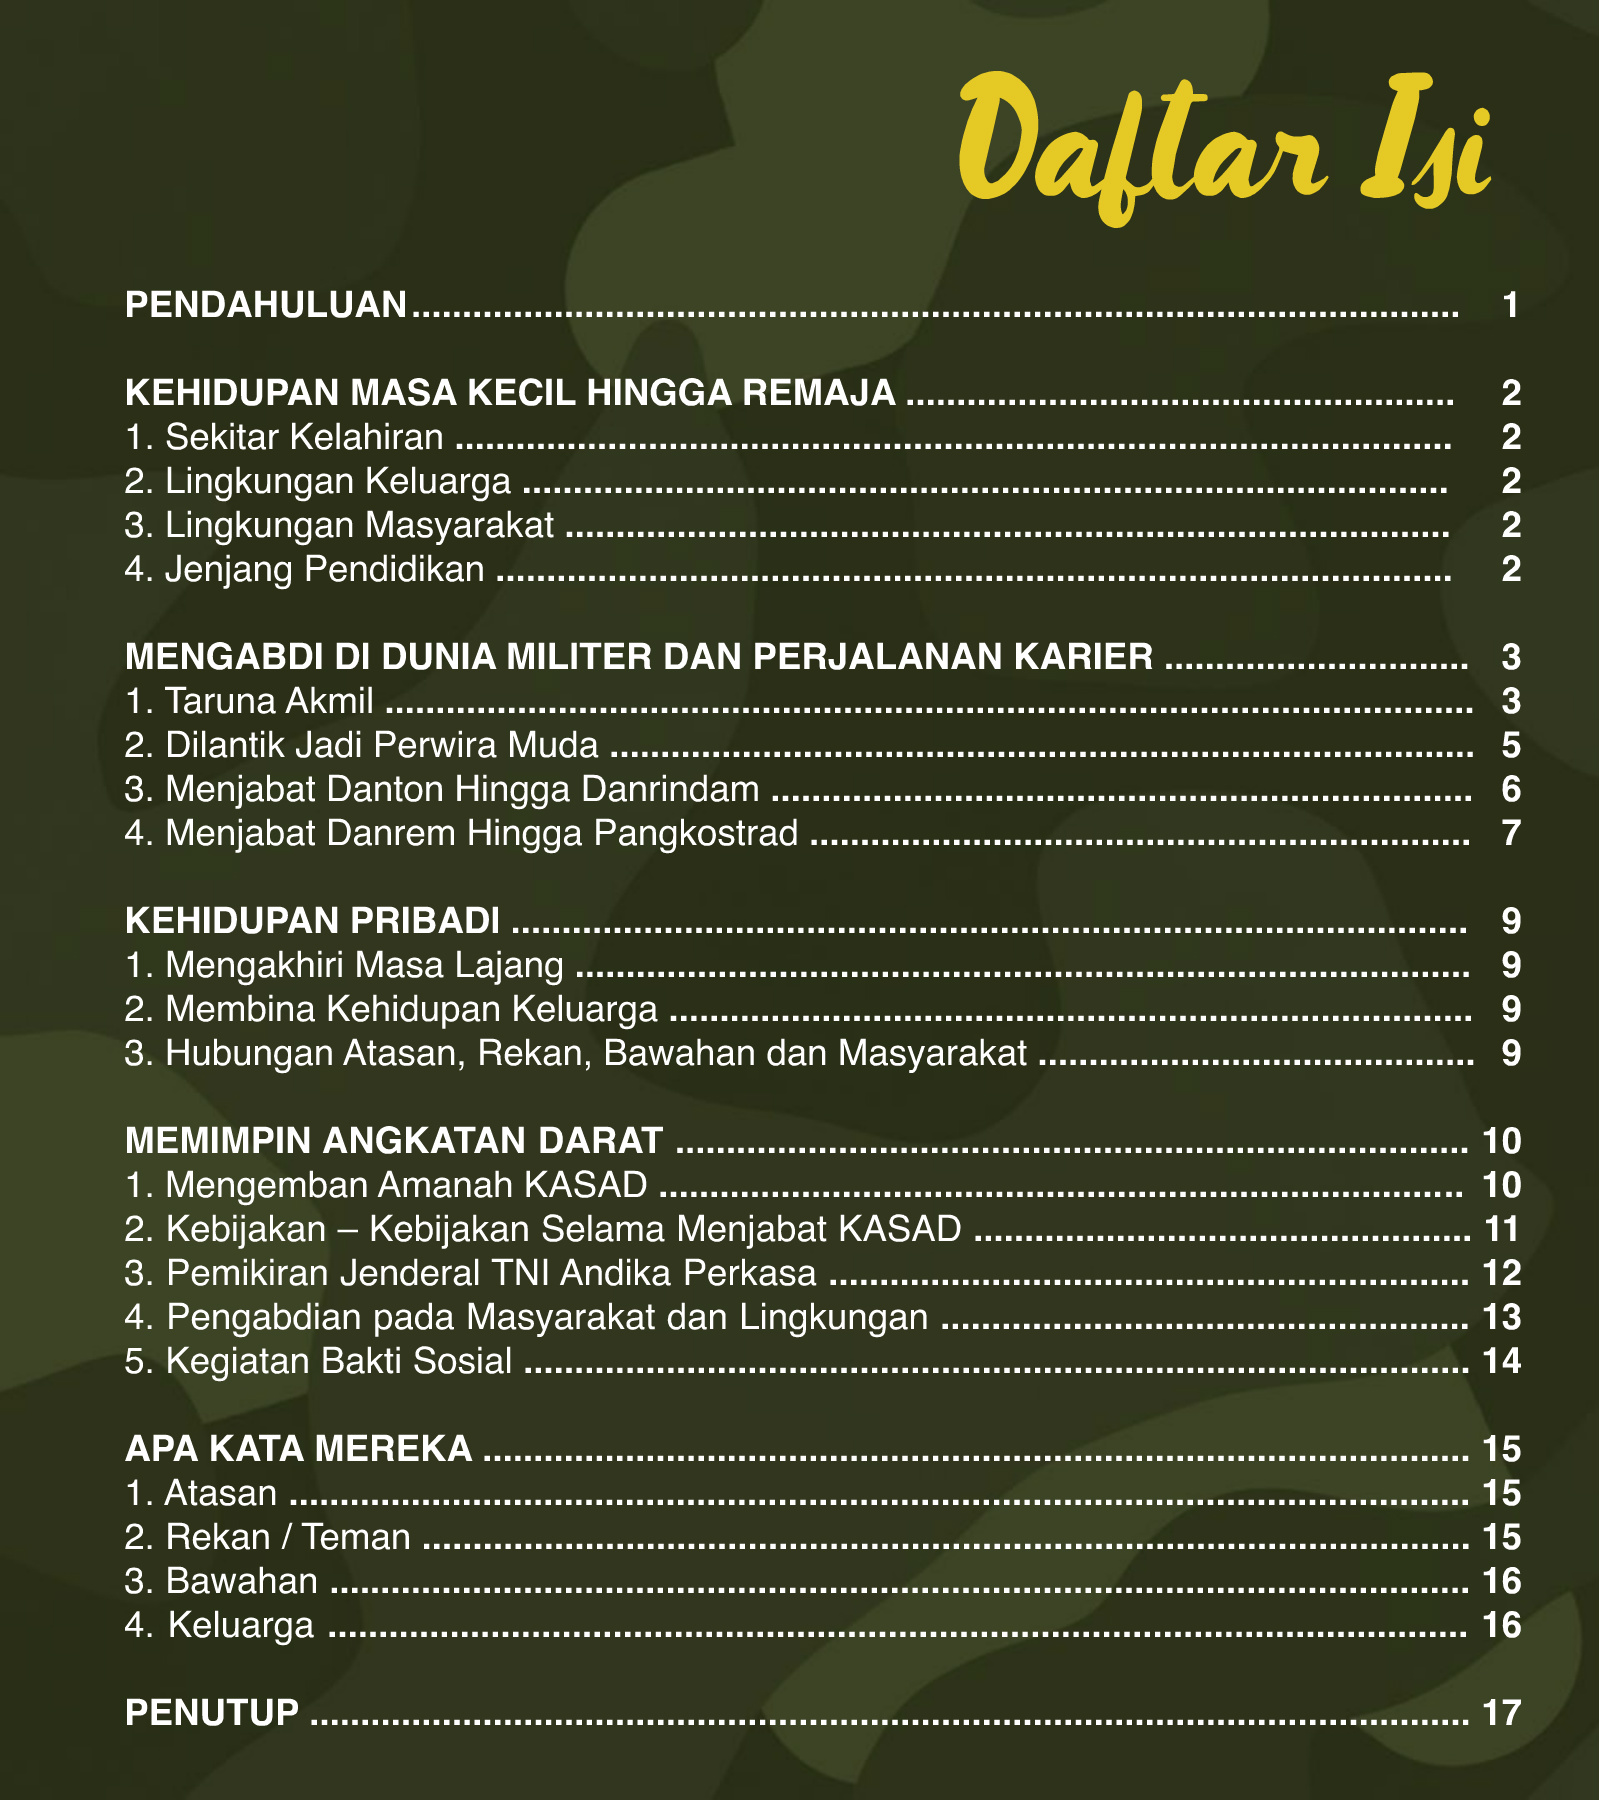 Daftar Isi
PENDAHULUAN........................................................................................................ 1
KEHIDUPAN MASA KECIL HINGGA REMAJA ...................................................... 2
1. Sekitar Kelahiran ................................................................................................... 2
2. Lingkungan Keluarga ............................................................................................ 2
3. Lingkungan Masyarakat ........................................................................................ 2
4. Jenjang Pendidikan ............................................................................................... 2
MENGABDI DI DUNIA MILITER DAN PERJALANAN KARIER .............................. 3
1. Taruna Akmil ............................................................................................................ 3
2. Dilantik Jadi Perwira Muda ..................................................................................... 5
3. Menjabat Danton Hingga Danrindam ..................................................................... 6
4. Menjabat Danrem Hingga Pangkostrad ................................................................. 7
KEHIDUPAN PRIBADI .............................................................................................. 9
1. Mengakhiri Masa Lajang ........................................................................................ 9
2. Membina Kehidupan Keluarga ............................................................................... 9
3. Hubungan Atasan, Rekan, Bawahan dan Masyarakat ........................................... 9
MEMIMPIN ANGKATAN DARAT .............................................................................. 10
1. Mengemban Amanah KASAD ............................................................................... 10
2. Kebijakan – Kebijakan Selama Menjabat KASAD ................................................. 11
3. Pemikiran Jenderal TNI Andika Perkasa ............................................................... 12
4. Pengabdian pada Masyarakat dan Lingkungan .................................................... 13
5. Kegiatan Bakti Sosial ............................................................................................. 14
APA KATA MEREKA ................................................................................................. 15
1. Atasan .................................................................................................................... 15
2. Rekan / Teman ....................................................................................................... 15
3. Bawahan ................................................................................................................ 16
4. Keluarga ................................................................................................................ 16
PENUTUP .................................................................................................................. 17